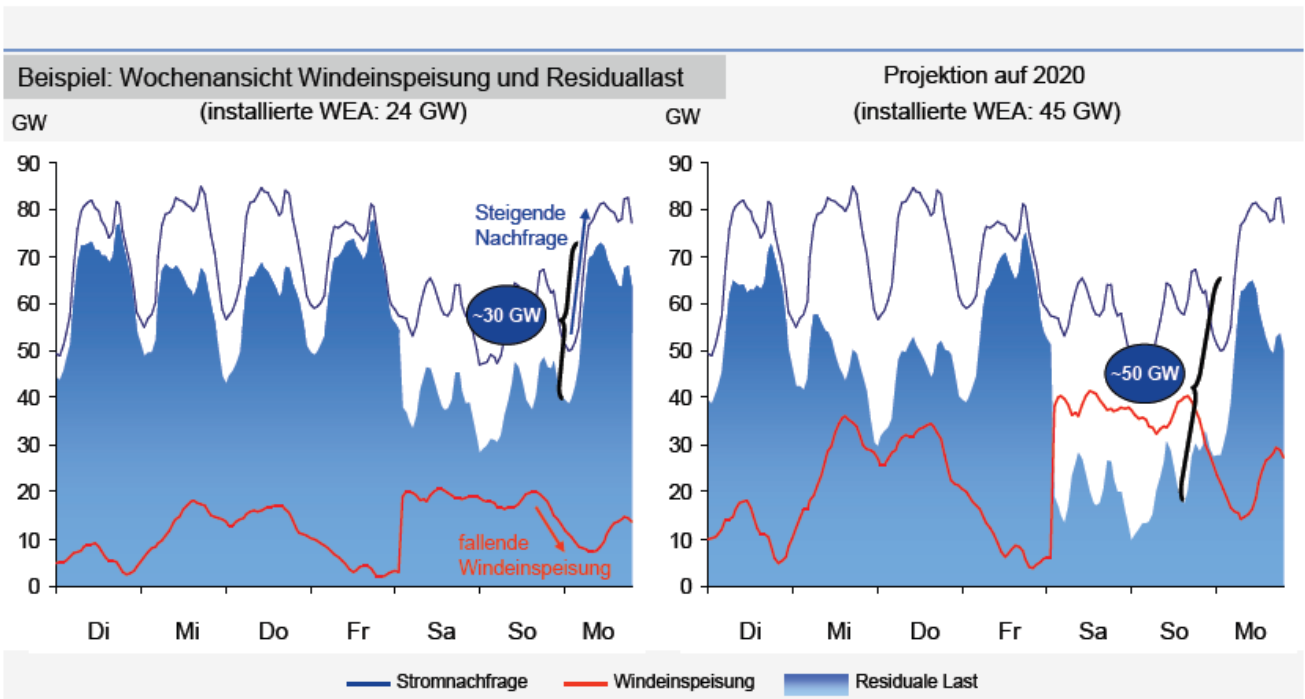 Beispiel: Wochenansicht Windeinspeisung und Residuallast
(installierte WEA: 24 GW)
Projektion auf 2020
(installierte WEA: 45 GW)
GW
90
80
70
60
50
40
30
20
10
0
Steigende
Nachfrage
~30 GW
fallende
Windeinspeisung
Di Mi Do Fr Sa So Mo
GW
90
80
70
60
50
40
30
20
10
0
~50 GW
Di Mi Do Fr Sa So Mo
Stromnachfrage Windeinspeisung Residuale Last